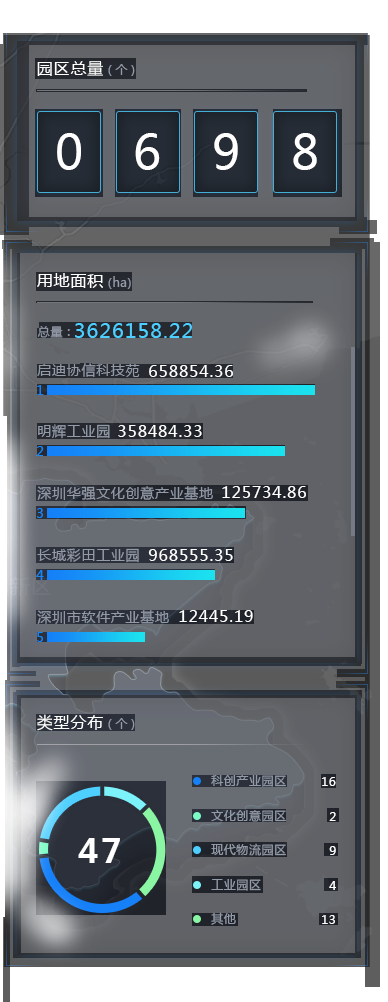 园区总量 ( 个 )
0 6 9 8
用地面积 (ha)
总量 : 3626158.22
启迪协信科技苑 658854.36
1
明辉工业园 358484.33
2
深圳华强文化创意产业基地 125734.86
3
长城彩田工业园 968555.35
4
深圳市软件产业基地 12445.19
5
类型分布 ( 个 )
47
科创产业园区 16
文化创意园区 2
现代物流园区 9
工业园区 4
其他 13